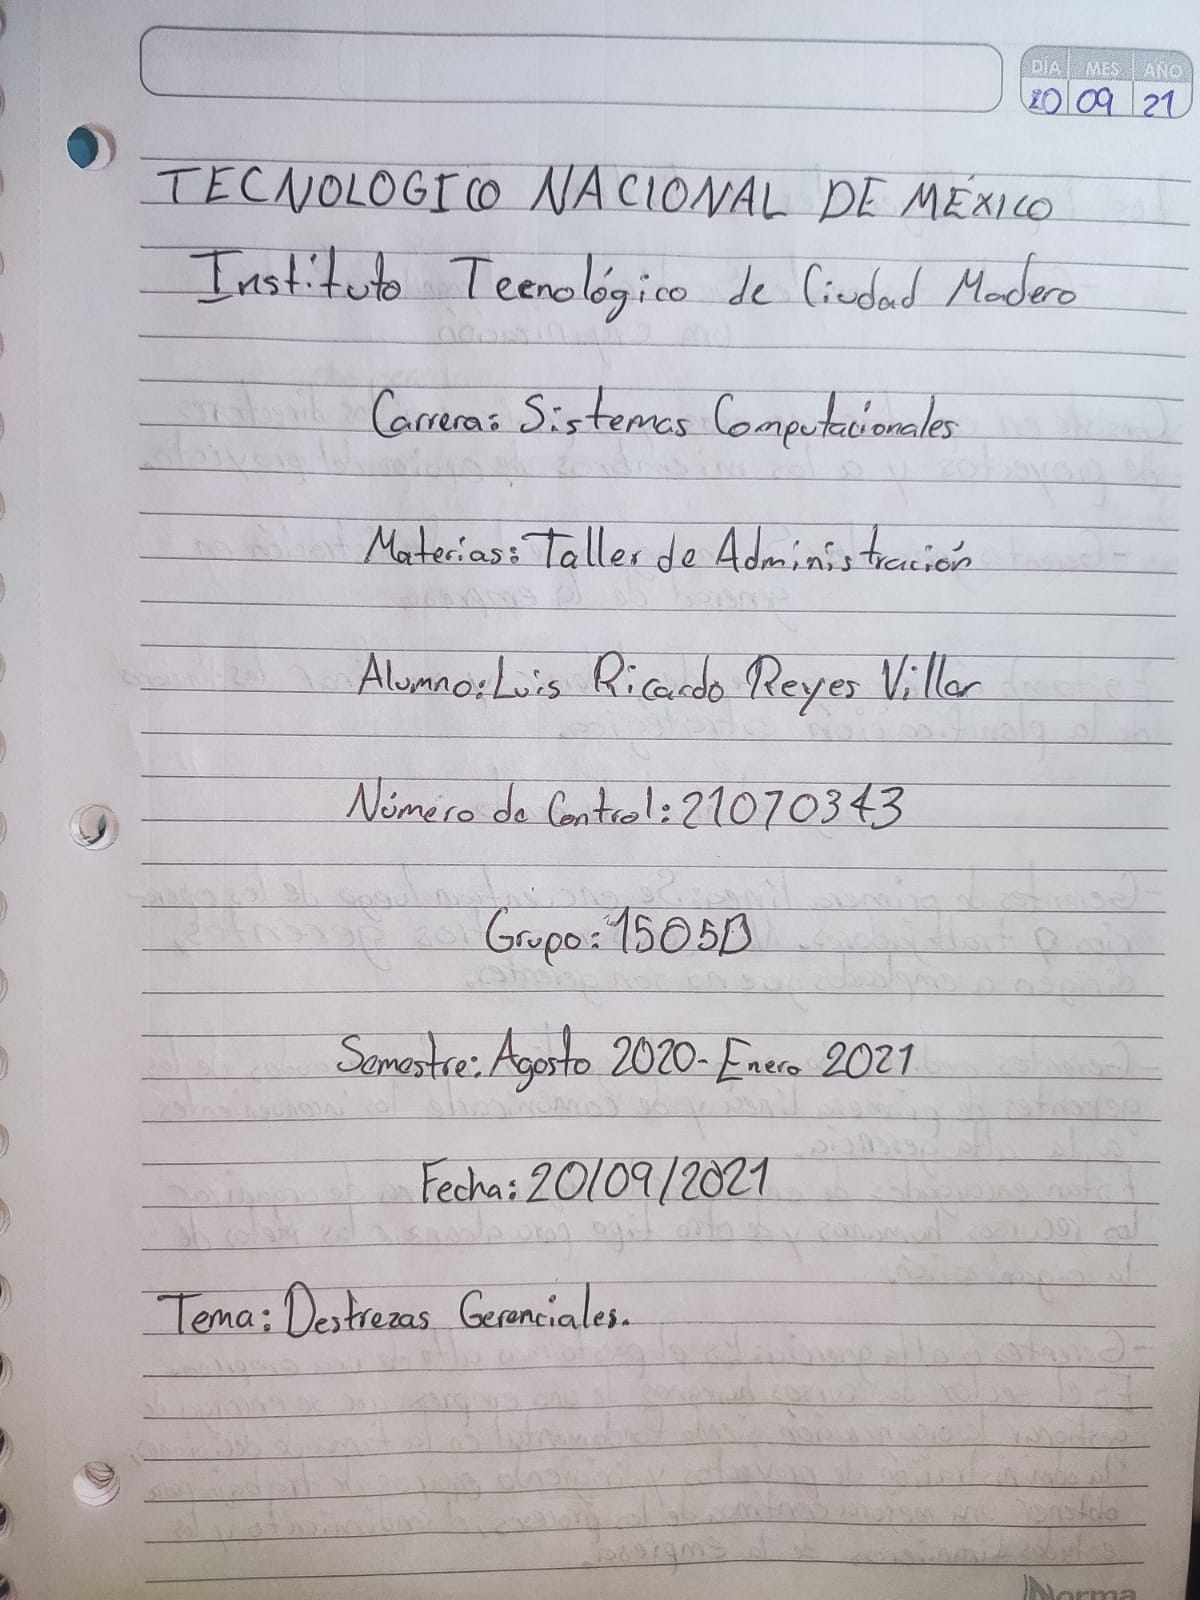 DÍA MES AÑO
20 09 21
TECNOLOGICO NACIONAL DE MÉXICO
Instituto Tecnológico de Ciudad Madero
Carrera: Sistemas Computacionales
Materias: Taller de Administración
Alumno: Luis Ricardo Reyes Villar
Número de Control: 21070343
Grupo: 1505B
Semestre: Agosto 2020-Enero 2021
Fecha: 20/09/2021
Tema: Destrezas Gerenciales.
Norma